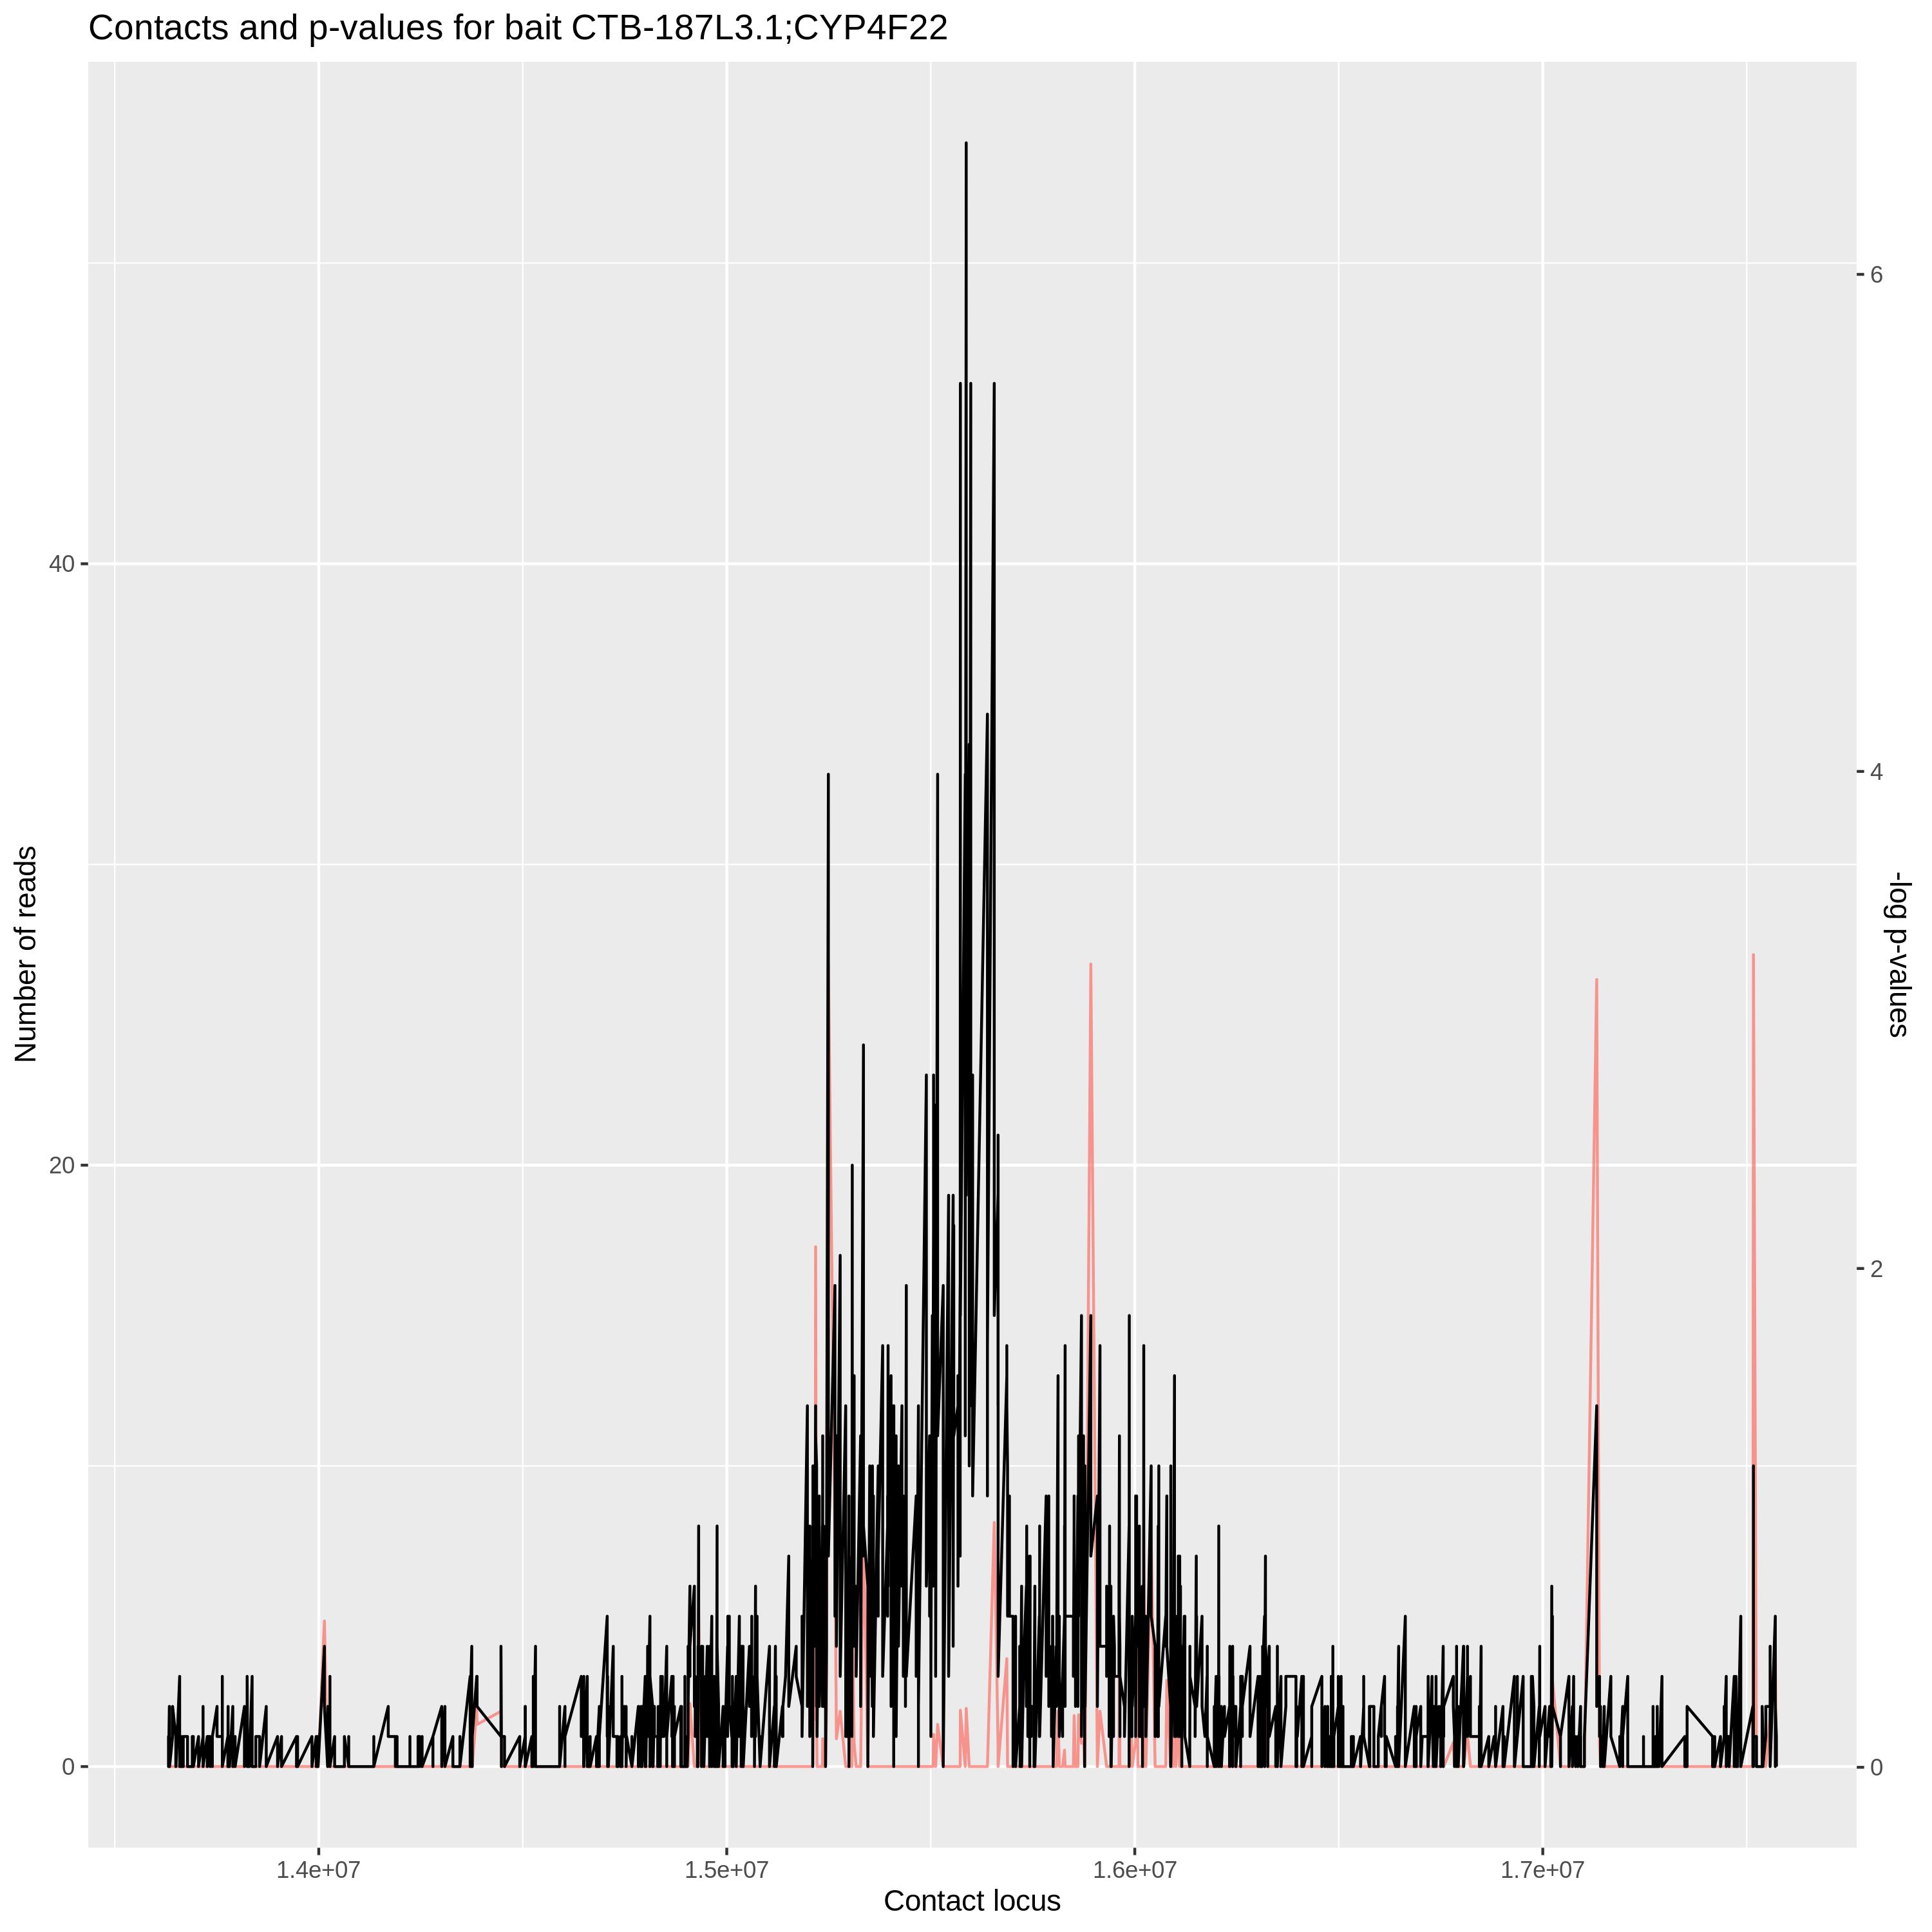 Contacts and p-values for bait CTB-187L3.1;CYP4F22
Number of reads
40
20
0
6
4
2
0
-log p-values
1.4e+07 1.5e+07 1.6e+07 1.7e+07
Contact locus